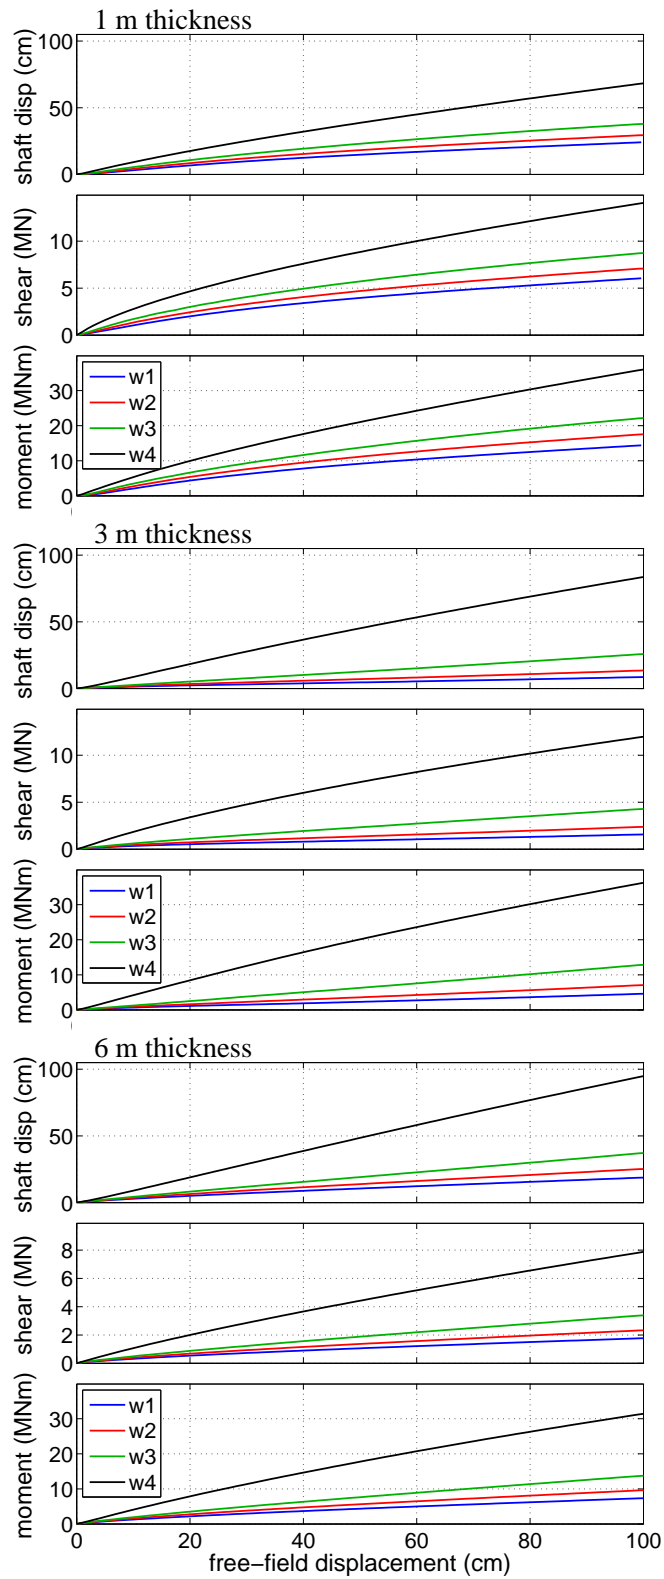 1 m thickness
100
50
0
shaft disp (cm)
10
5
0
shear (MN)
30
20
10
0
moment (MNm)
w1
w2
w3
w4
3 m thickness
100
50
0
shaft disp (cm)
10
5
0
shear (MN)
30
20
10
0
moment (MNm)
w1
w2
w3
w4
6 m thickness
100
50
0
shaft disp (cm)
8
6
4
2
0
shear (MN)
30
20
10
0
moment (MNm)
w1
w2
w3
w4
0 20 40 60 80 100
free−field displacement (cm)